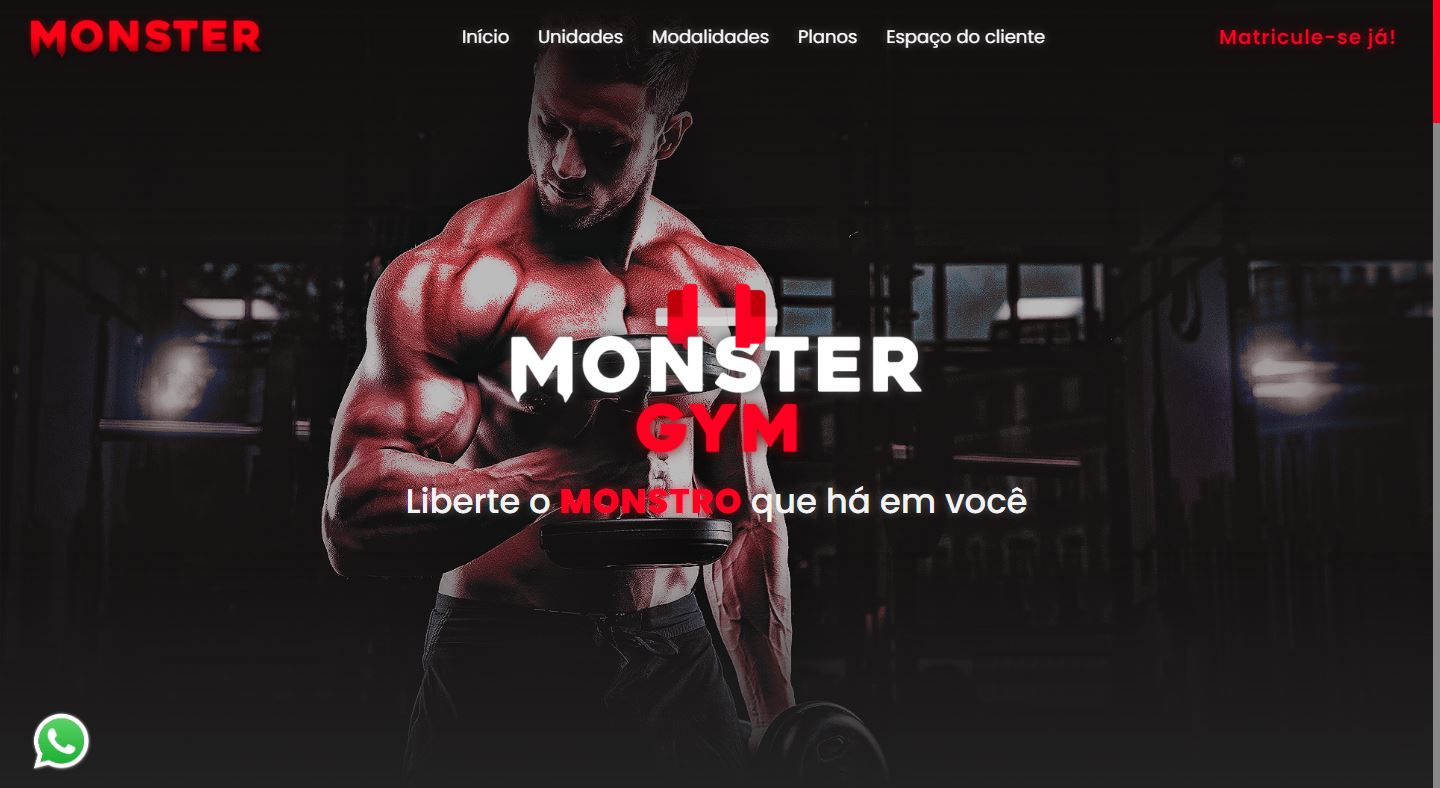 MONSTER
Início Unidades Modalidades Planos Espaço do cliente
Matricule-se já!
MONSTER
GYM
Liberte o MONSTRO que há em você